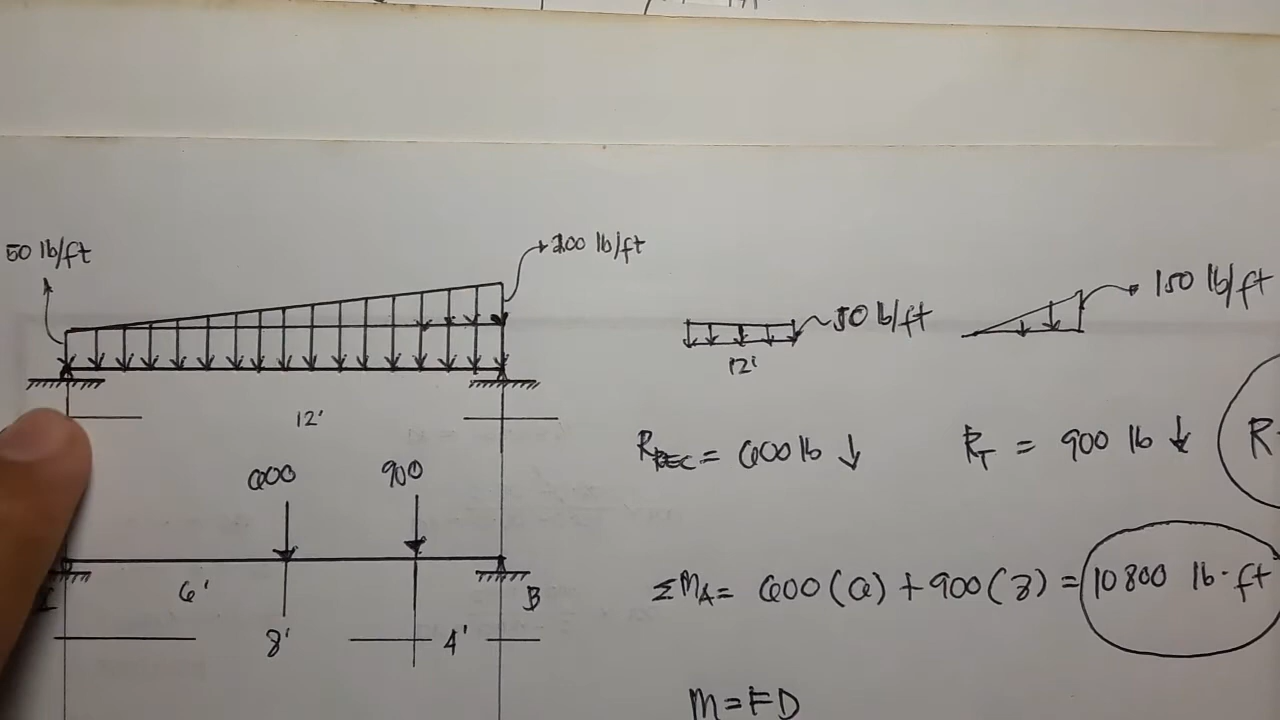 50 lb/ft
200 lb/ft
12'
50 lb/ft
12'
150 lb/ft
R_REC = 600 lb ↓
R_T = 900 lb ↓
R
600
900
6'
B
8'
4'
ΣM_A = 600 (6) + 900 (8) = 10800 lb·ft
M = FD